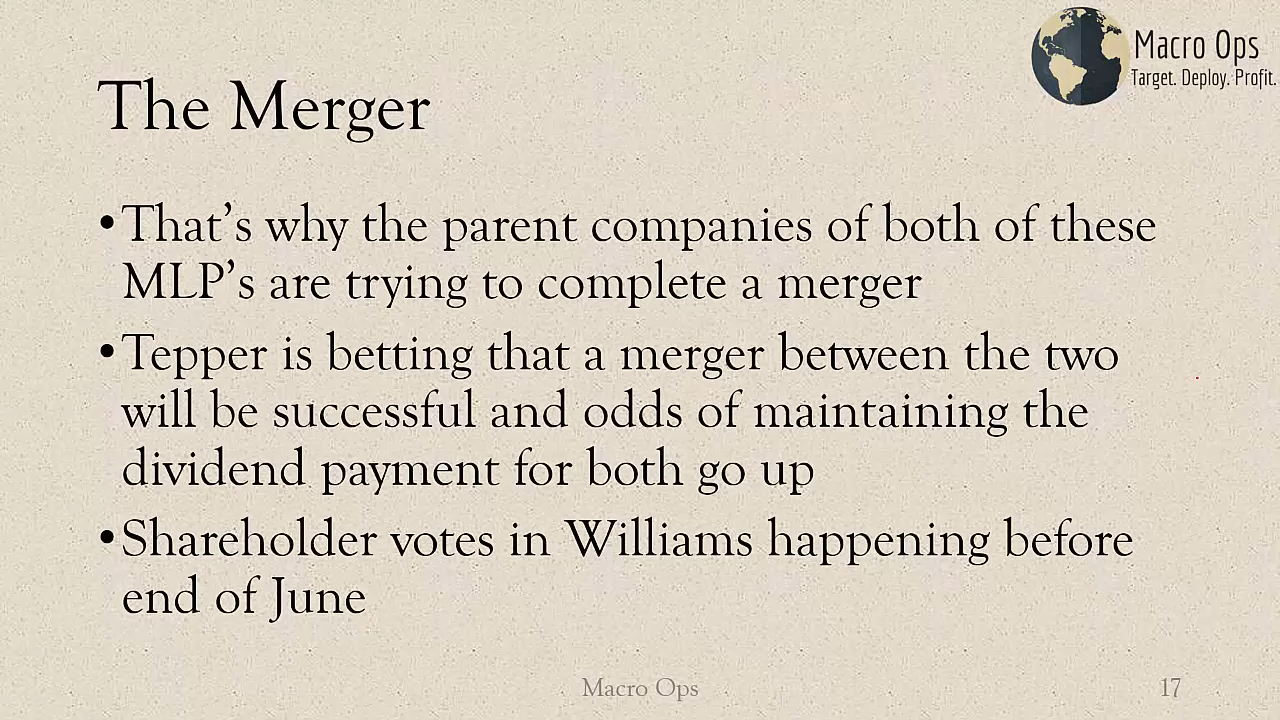 Macro Ops
Target. Deploy. Profit.
The Merger
•That’s why the parent companies of both of these
MLP’s are trying to complete a merger
•Tepper is betting that a merger between the two
will be successful and odds of maintaining the
dividend payment for both go up
•Shareholder votes in Williams happening before
end of June
Macro Ops
17